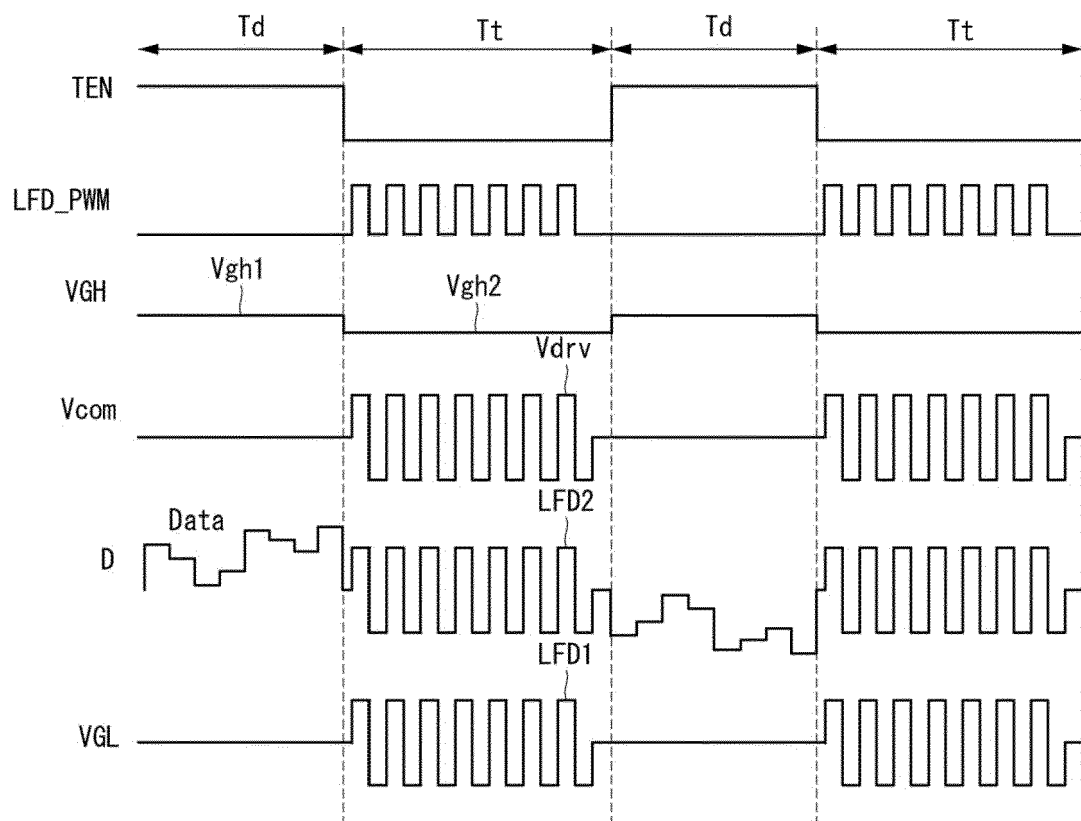 Td Tt Td Tt
TEN
LFD_PWM
Vgh1
VGH
Vgh2
Vdrv
Vcom
LFD2
Data
D
LFD1
VGL